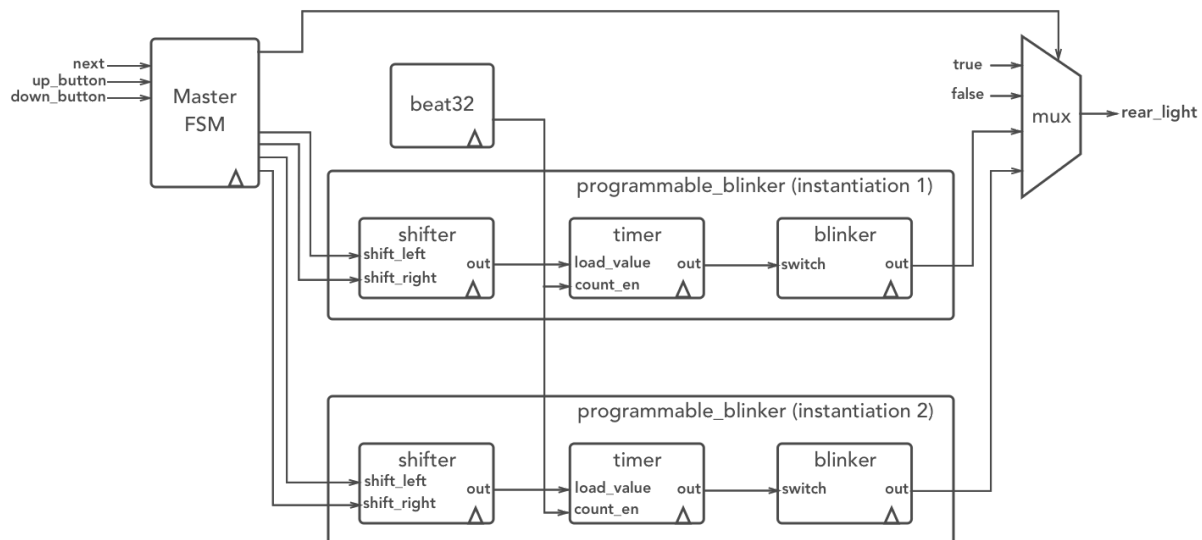 next
up_button
down_button
Master
FSM
beat32
true
false
mux
rear_light
programmable_blinker (instantiation 1)
shifter
shift_left
shift_right
out
timer
load_value
count_en
out
blinker
switch
out
programmable_blinker (instantiation 2)
shifter
shift_left
shift_right
out
timer
load_value
count_en
out
blinker
switch
out